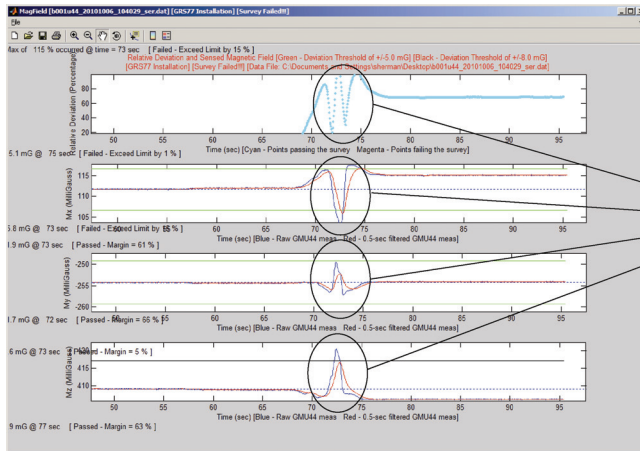 MagField [b001u44_20101006_104029_ser.dat] [GRS77 Installation] [Survey Failed!!!]
File
Max of 115 % occurred @ time = 73 sec [ Failed - Exceed Limit by 15 % ]
Relative Deviation and Sensed Magnetic Field [Green - Deviation Threshold of +/-5.0 mG] [Black - Deviation Threshold of +/-8.0 mG]
[GRS77 Installation] [Survey Failed!!!] [Data File: C:\Documents and Settings\sherman\Desktop\b001u44_20101006_104029_ser.dat]
Relative Deviation (Percentage)
100
80
60
40
20
50 55 60 65 70 75 80 85 90 95
Time (sec) [Cyan - Points passing the survey Magenta - Points failing the survey]
5.1 mG @ 75 sec [ Failed - Exceed Limit by 1 % ]
Mx (MilliGauss)
115
110
105
50 55 60 65 70 75 80 85 90 95
Time (sec) [Blue - Raw GMU44 meas Red - 0.5-sec filtered GMU44 meas]
6.8 mG @ 73 sec [ Failed - Exceed Limit by 15 % ]
1.9 mG @ 73 sec [ Passed - Margin = 61 % ]
My (MilliGauss)
-250
-255
-260
50 55 60 65 70 75 80 85 90 95
Time (sec) [Blue - Raw GMU44 meas Red - 0.5-sec filtered GMU44 meas]
1.7 mG @ 72 sec [ Passed - Margin = 66 % ]
6 mG @ 73 sec [ Passed - Margin = 5 % ]
Mz (MilliGauss)
420
415
410
50 55 60 65 70 75 80 85 90 95
Time (sec) [Blue - Raw GMU44 meas Red - 0.5-sec filtered GMU44 meas]
9 mG @ 77 sec [ Passed - Margin = 63 % ]